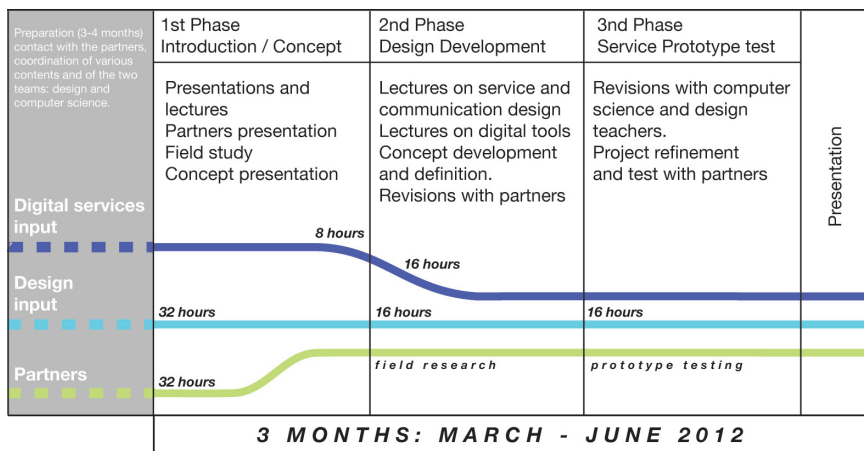 Preparation (3-4 months)
contact with the partners,
coordination of various
contents and of the two
teams: design and
computer science.
1st Phase
Introduction / Concept
2nd Phase
Design Development
3nd Phase
Service Prototype test
Presentations and
lectures
Partners presentation
Field study
Concept presentation
Lectures on service and
communication design
Lectures on digital tools
Concept development
and definition.
Revisions with partners
Revisions with computer
science and design
teachers.
Project refinement
and test with partners
Presentation
Digital services
input
8 hours
16 hours
Design
input
32 hours
16 hours
16 hours
Partners
32 hours
field research
prototype testing
3 MONTHS: MARCH - JUNE 2012